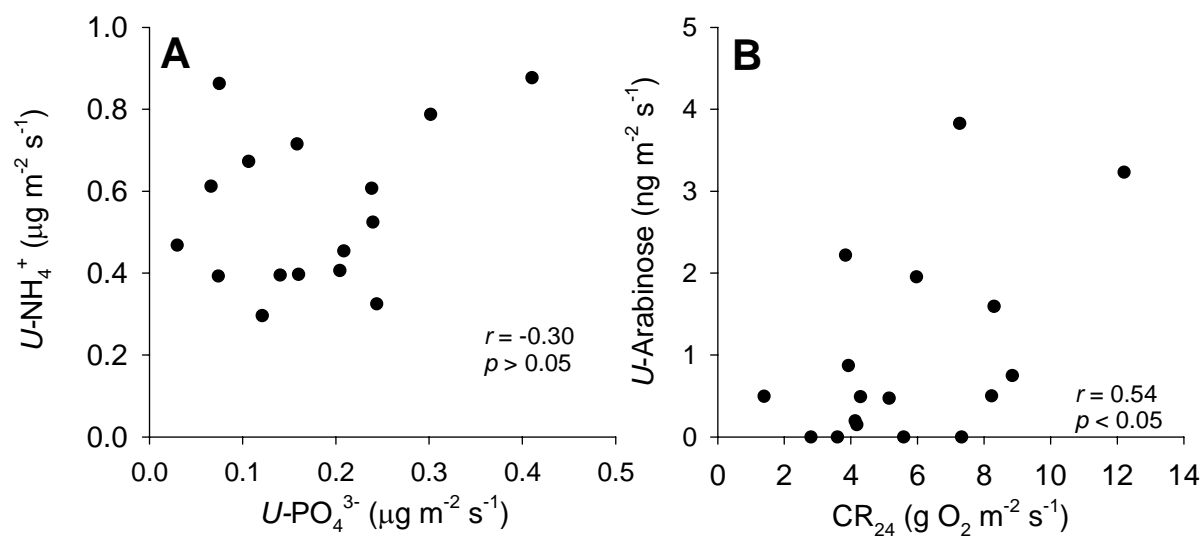 A
U-NH₄⁺ (μg m⁻² s⁻¹)
1.0
0.8
0.6
0.4
0.2
0.0
r = -0.30
p > 0.05
0.0 0.1 0.2 0.3 0.4 0.5
U-PO₄³⁻ (μg m⁻² s⁻¹)
B
U-Arabinose (ng m⁻² s⁻¹)
5
4
3
2
1
0
r = 0.54
p < 0.05
0 2 4 6 8 10 12 14
CR₂₄ (g O₂ m⁻² s⁻¹)